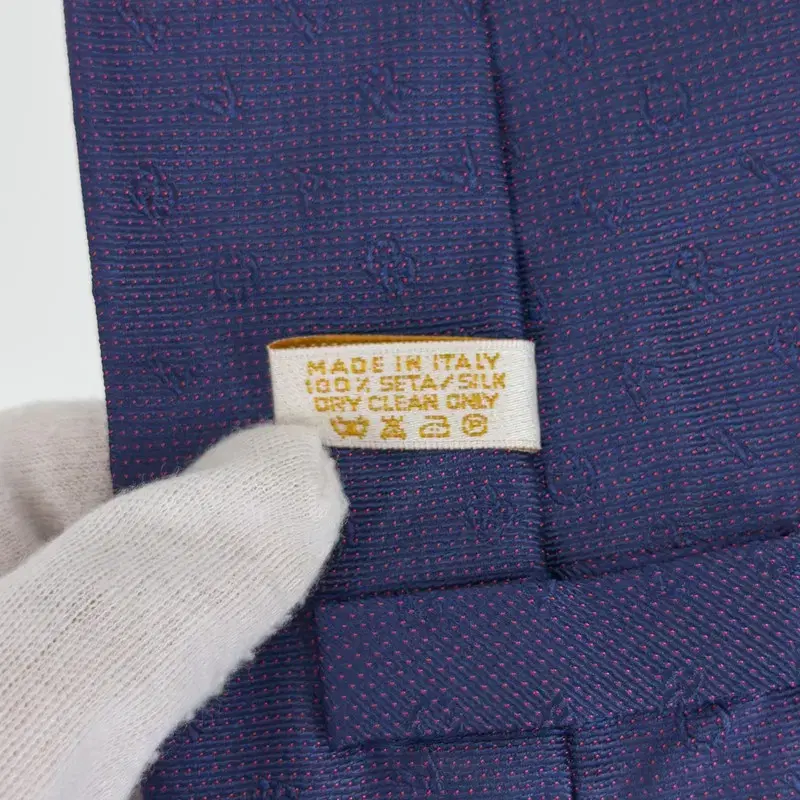 MADE IN ITALY
100% SETA/SILK
DRY CLEAN ONLY
P